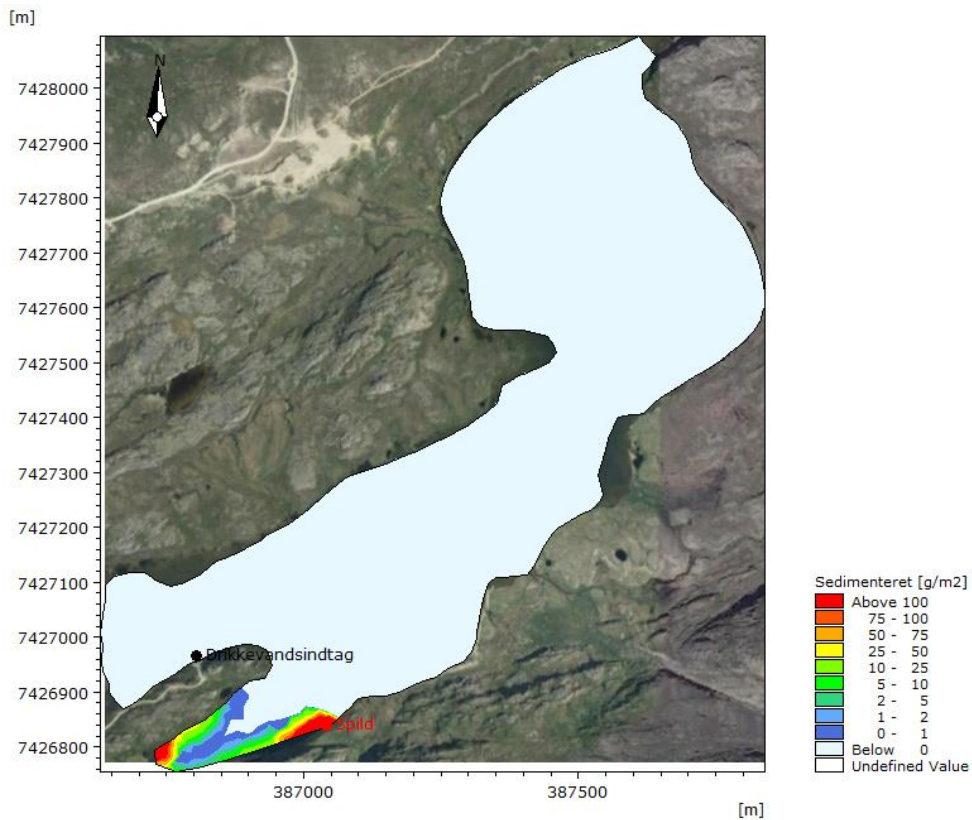 [m]
N
7428000
7427900
7427800
7427700
7427600
7427500
7427400
7427300
7427200
7427100
7427000
7426900
7426800
Drikkevandsindtag
Spild
387000
387500
[m]
Sedimenteret [g/m2]
Above 100
75 - 100
50 - 75
25 - 50
10 - 25
5 - 10
2 - 5
1 - 2
0 - 1
Below 0
Undefined Value